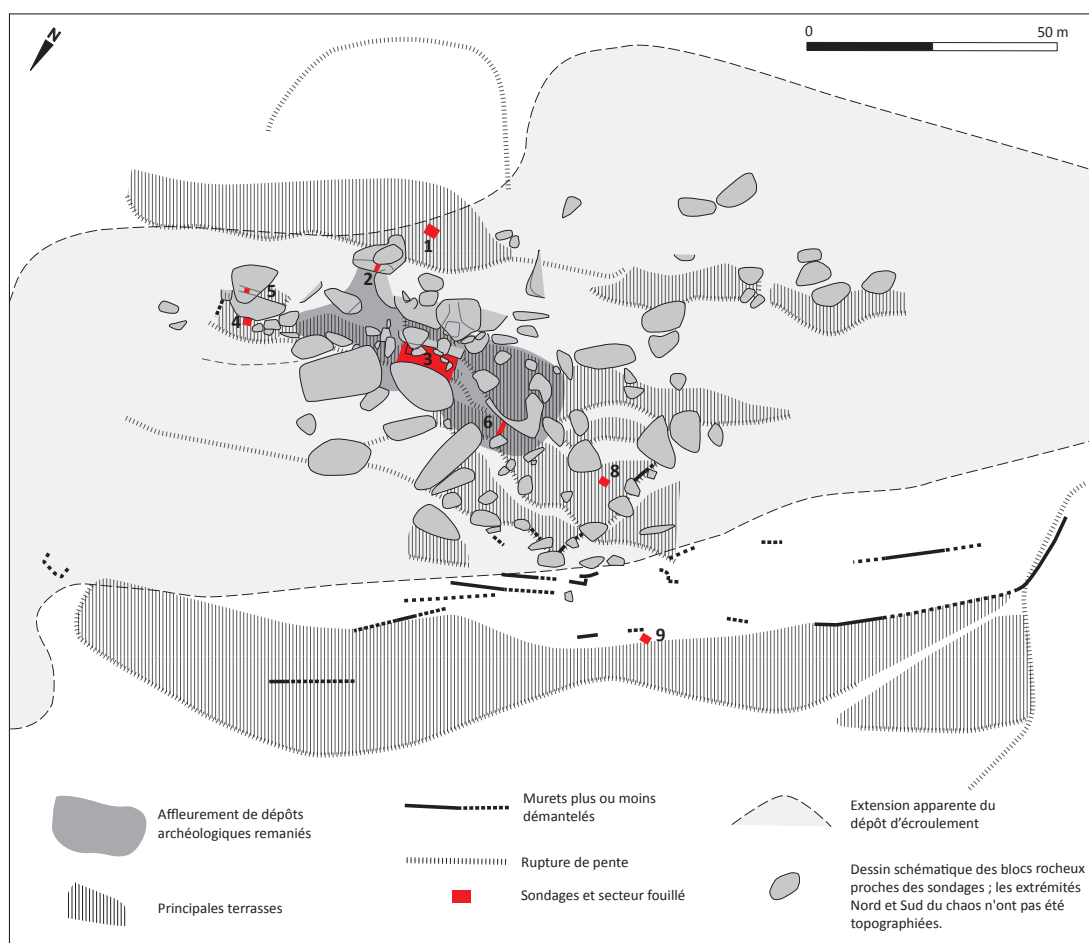 N
0 50 m
1
2
5
4
3
6
8
9
Affleurement de dépôts
archéologiques remaniés
Principales terrasses
Murets plus ou moins
démantelés
Rupture de pente
Sondages et secteur fouillé
Extension apparente du
dépôt d'écroulement
Dessin schématique des blocs rocheux
proches des sondages ; les extrémités
Nord et Sud du chaos n'ont pas été
topographiées.